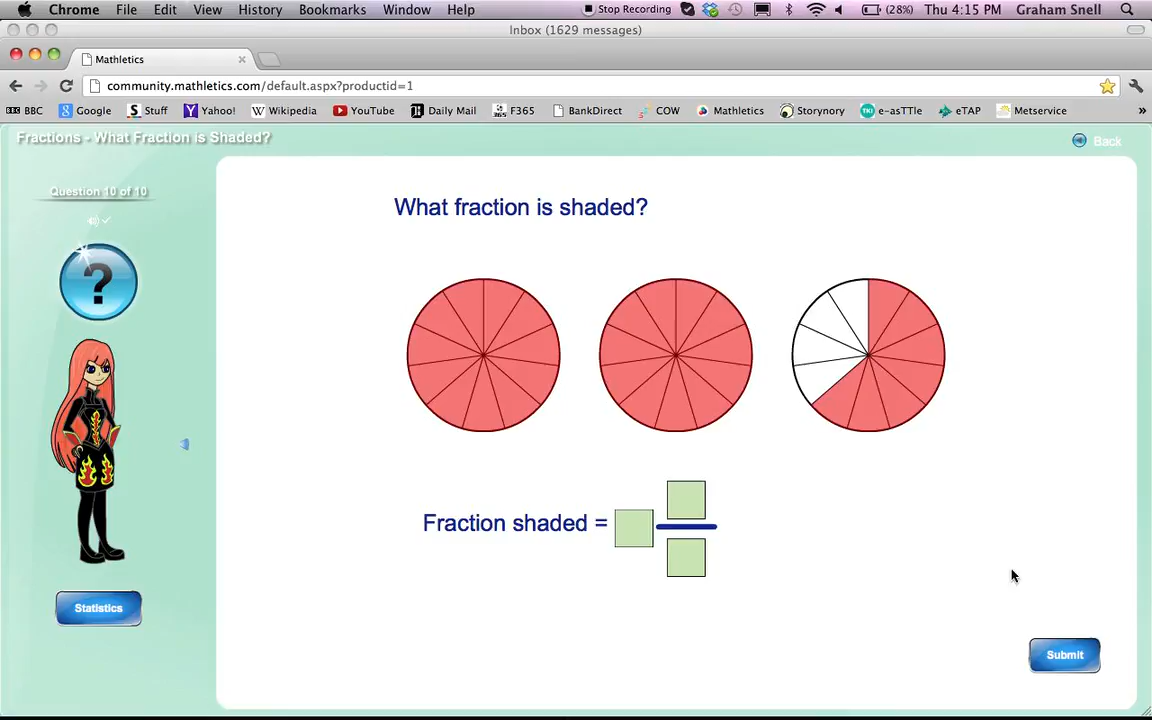 Chrome File Edit View History Bookmarks Window Help Stop Recording (28%) Thu 4:15 PM Graham Snell
Inbox (1629 messages)
Mathletics
community.mathletics.com/default.aspx?productid=1
BBC Google Stuff Yahoo! Wikipedia YouTube Daily Mail F365 BankDirect COW Mathletics Storynory e-asTTle eTAP Metservice »
Fractions - What Fraction is Shaded?
Back
Question 10 of 10
What fraction is shaded?
?
Fraction shaded =
Statistics
Submit